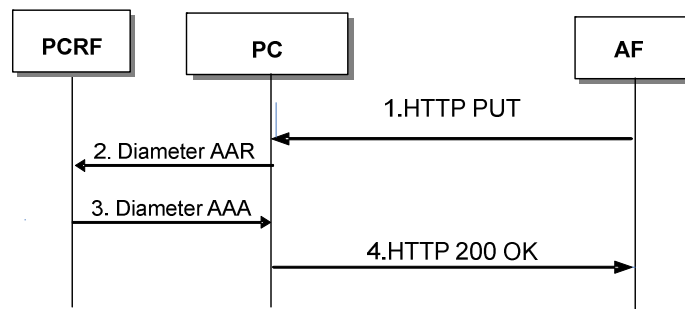 PCRF
PC
AF
1.HTTP PUT
2. Diameter AAR
3. Diameter AAA
4.HTTP 200 OK